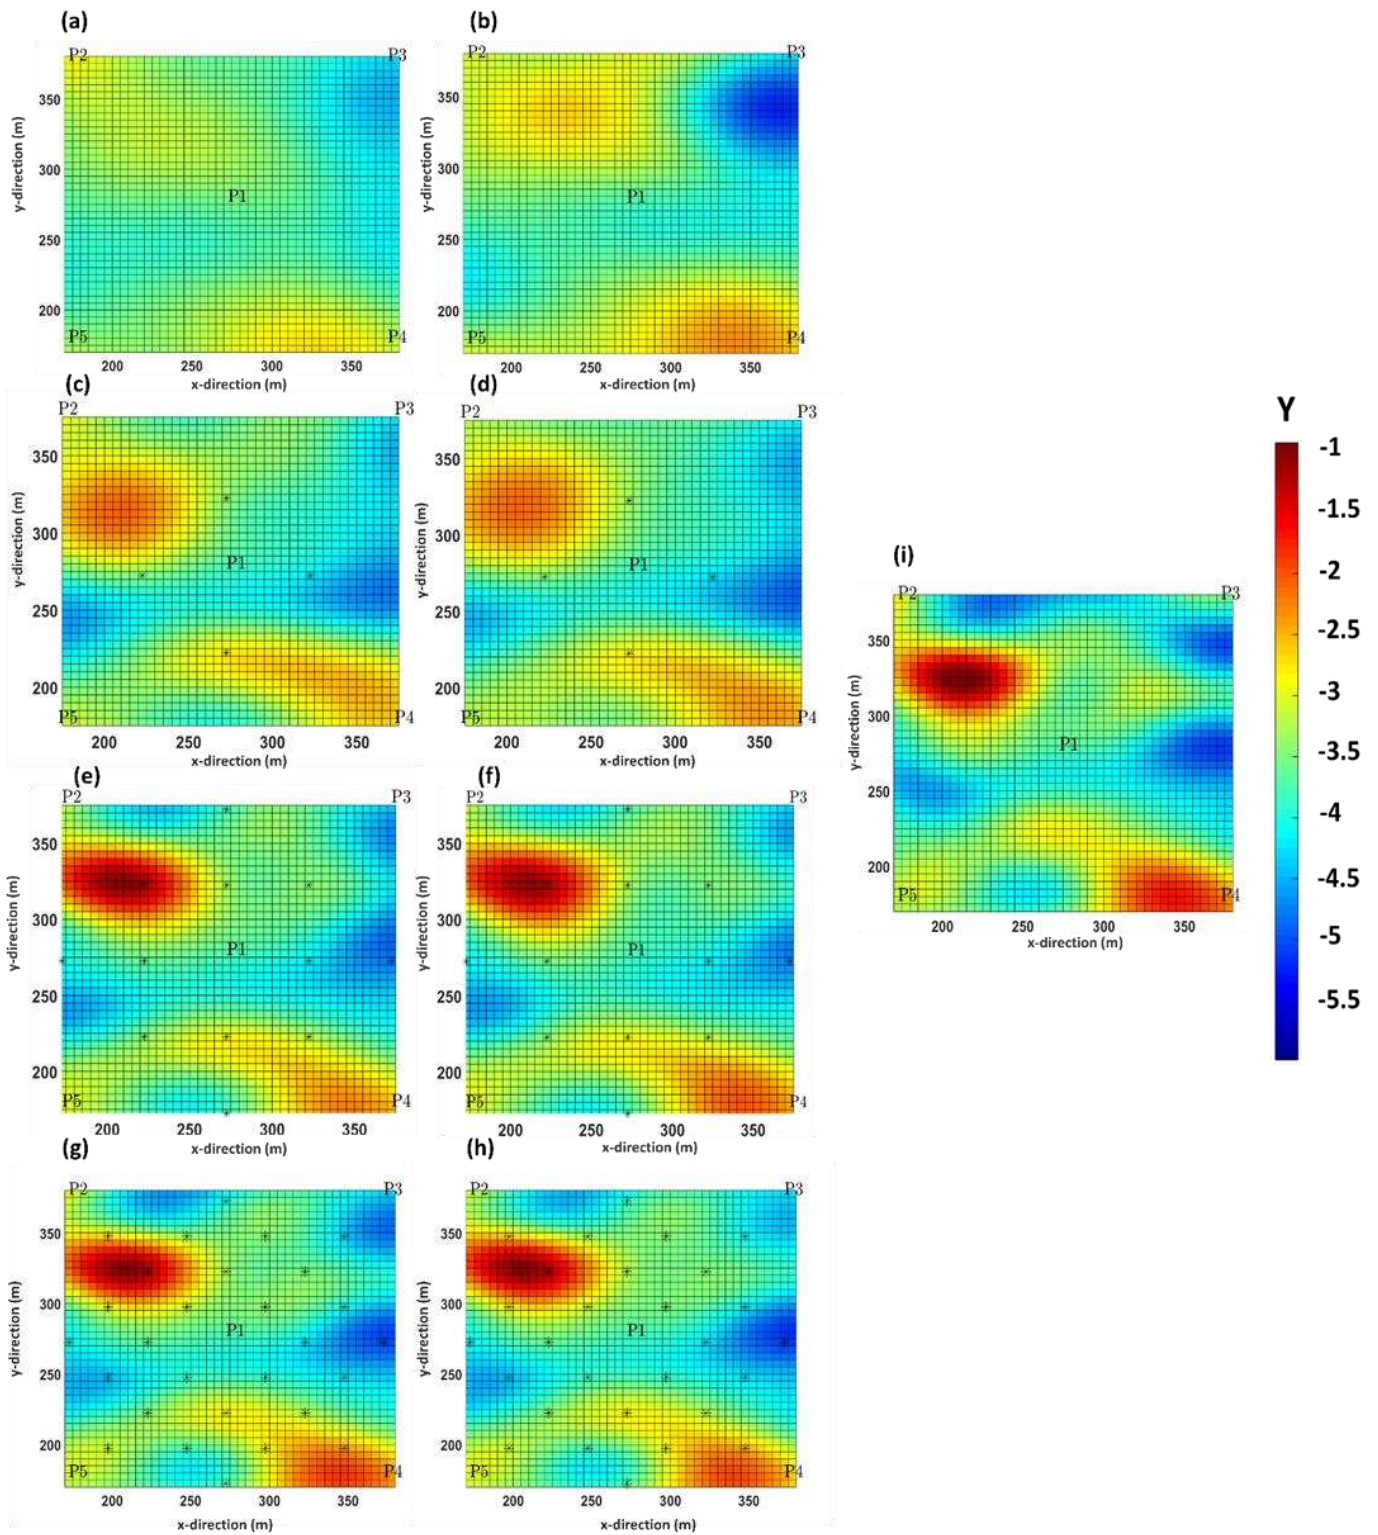 (a) (b)
P2 P3 P2 P3
350 350
300 300
P1 P1
250 250
200 200
P5 P4 P5 P4
y-direction (m) y-direction (m)
200 250 300 350 200 250 300 350
x-direction (m) x-direction (m)
(c) (d)
P2 P3 P2 P3
350 350
300 300
P1 P1
250 250
200 200
P5 P4 P5 P4
y-direction (m) y-direction (m)
200 250 300 350 200 250 300 350
x-direction (m) x-direction (m)
(e) (f)
P2 P3 P2 P3
350 350
300 300
P1 P1
250 250
200 200
P5 P4 P5 P4
y-direction (m) y-direction (m)
200 250 300 350 200 250 300 350
x-direction (m) x-direction (m)
(g) (h)
P2 P3 P2 P3
350 350
300 300
P1 P1
250 250
200 200
P5 P4 P5 P4
y-direction (m) y-direction (m)
200 250 300 350 200 250 300 350
x-direction (m) x-direction (m)
(i)
P2 P3
350
300
P1
250
200
P5 P4
y-direction (m)
200 250 300 350
x-direction (m)
Y
-1
-1.5
-2
-2.5
-3
-3.5
-4
-4.5
-5
-5.5